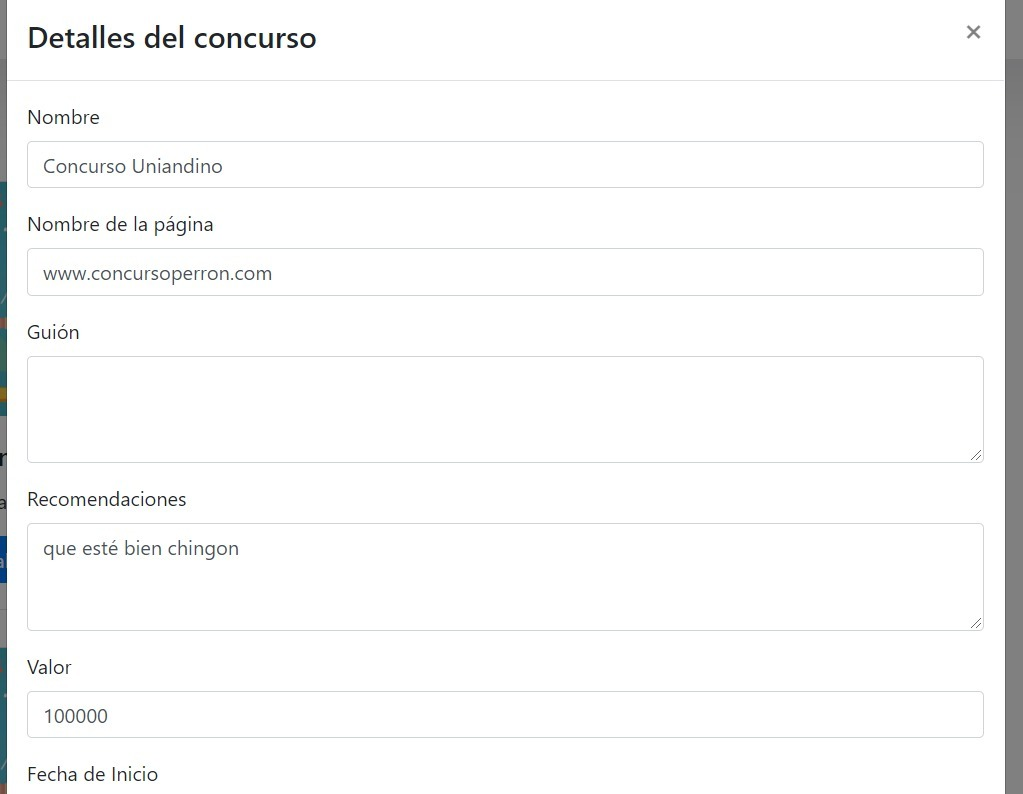 Detalles del concurso
×
Nombre
Concurso Uniandino
Nombre de la página
www.concursoperron.com
Guión
Recomendaciones
que esté bien chingon
Valor
100000
Fecha de Inicio